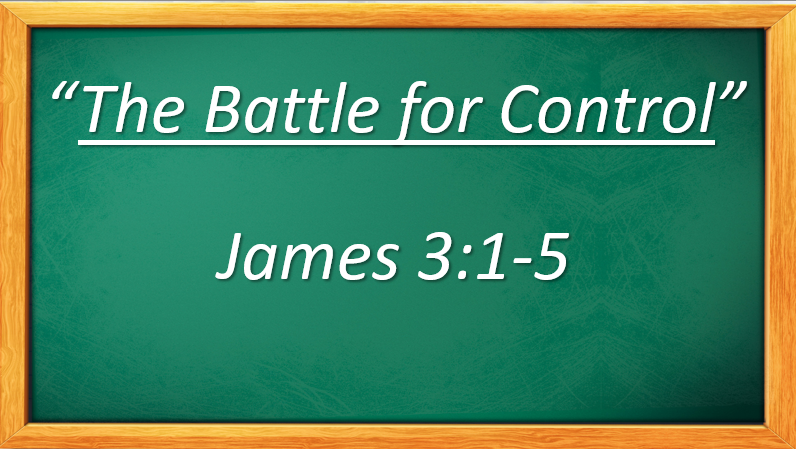 “The Battle for Control”
James 3:1-5